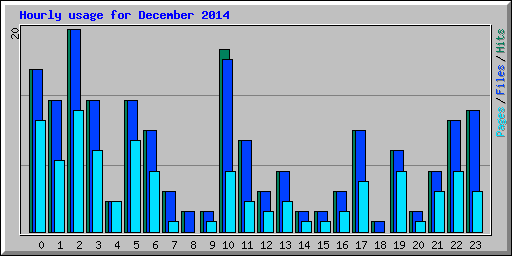 Hourly usage for December 2014
20
Pages/Files/Hits
0 1 2 3 4 5 6 7 8 9 10 11 12 13 14 15 16 17 18 19 20 21 22 23